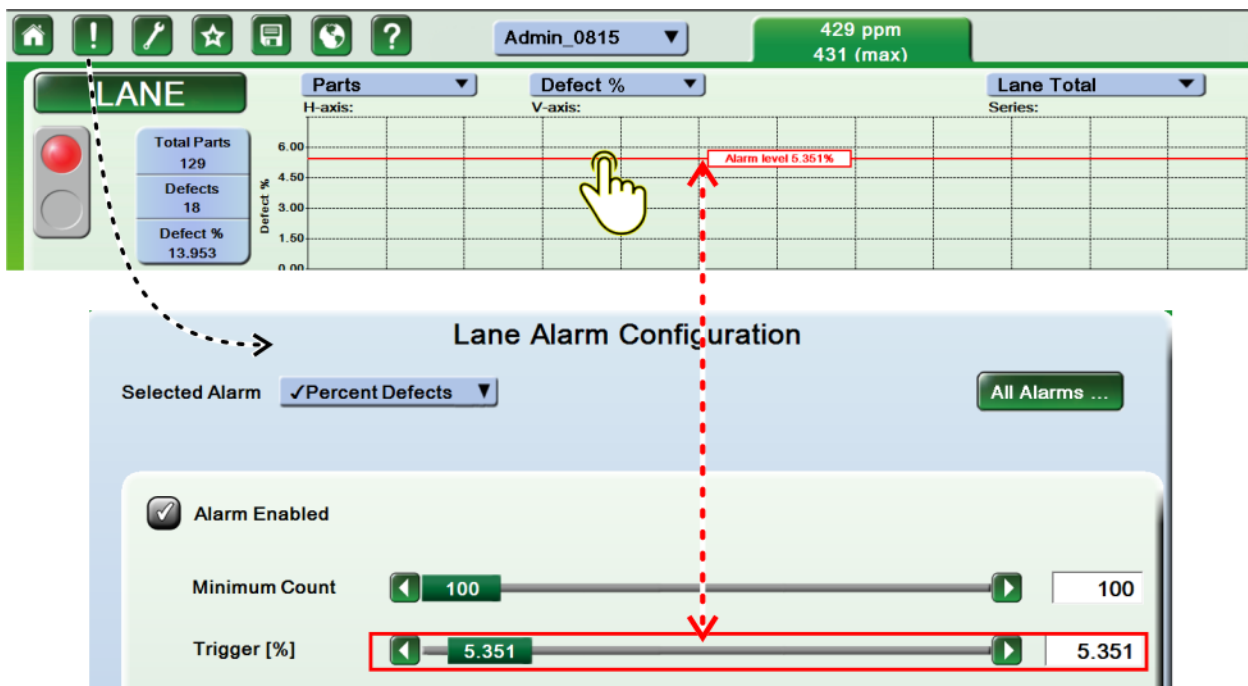 ! ? Admin_0815 ▼ 429 ppm
431 (max)
LANE Parts ▼ Defect % ▼ Lane Total ▼
H-axis: V-axis: Series:
Total Parts
129
Defects
18
Defect %
13.953
Defect %
6.00
4.50
3.00
1.50
0.00
Alarm level 5.351%
Lane Alarm Configuration
Selected Alarm ✓Percent Defects ▼ All Alarms ...
Alarm Enabled
Minimum Count 100 100
Trigger [%] 5.351 5.351